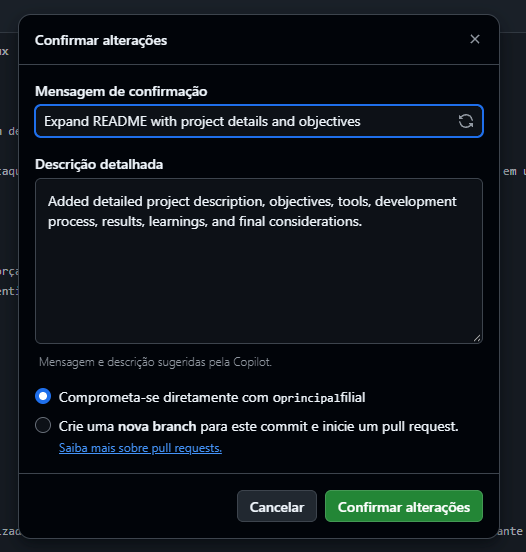 Confirmar alterações
ux
Mensagem de confirmação
Expand README with project details and objectives
Descrição detalhada
Added detailed project description, objectives, tools, development
process, results, learnings, and final considerations.
Mensagem e descrição sugeridas pela Copilot.
Comprometa-se diretamente com oprincipalfilial
Crie uma nova branch para este commit e inicie um pull request.
Saiba mais sobre pull requests.
Cancelar
Confirmar alterações